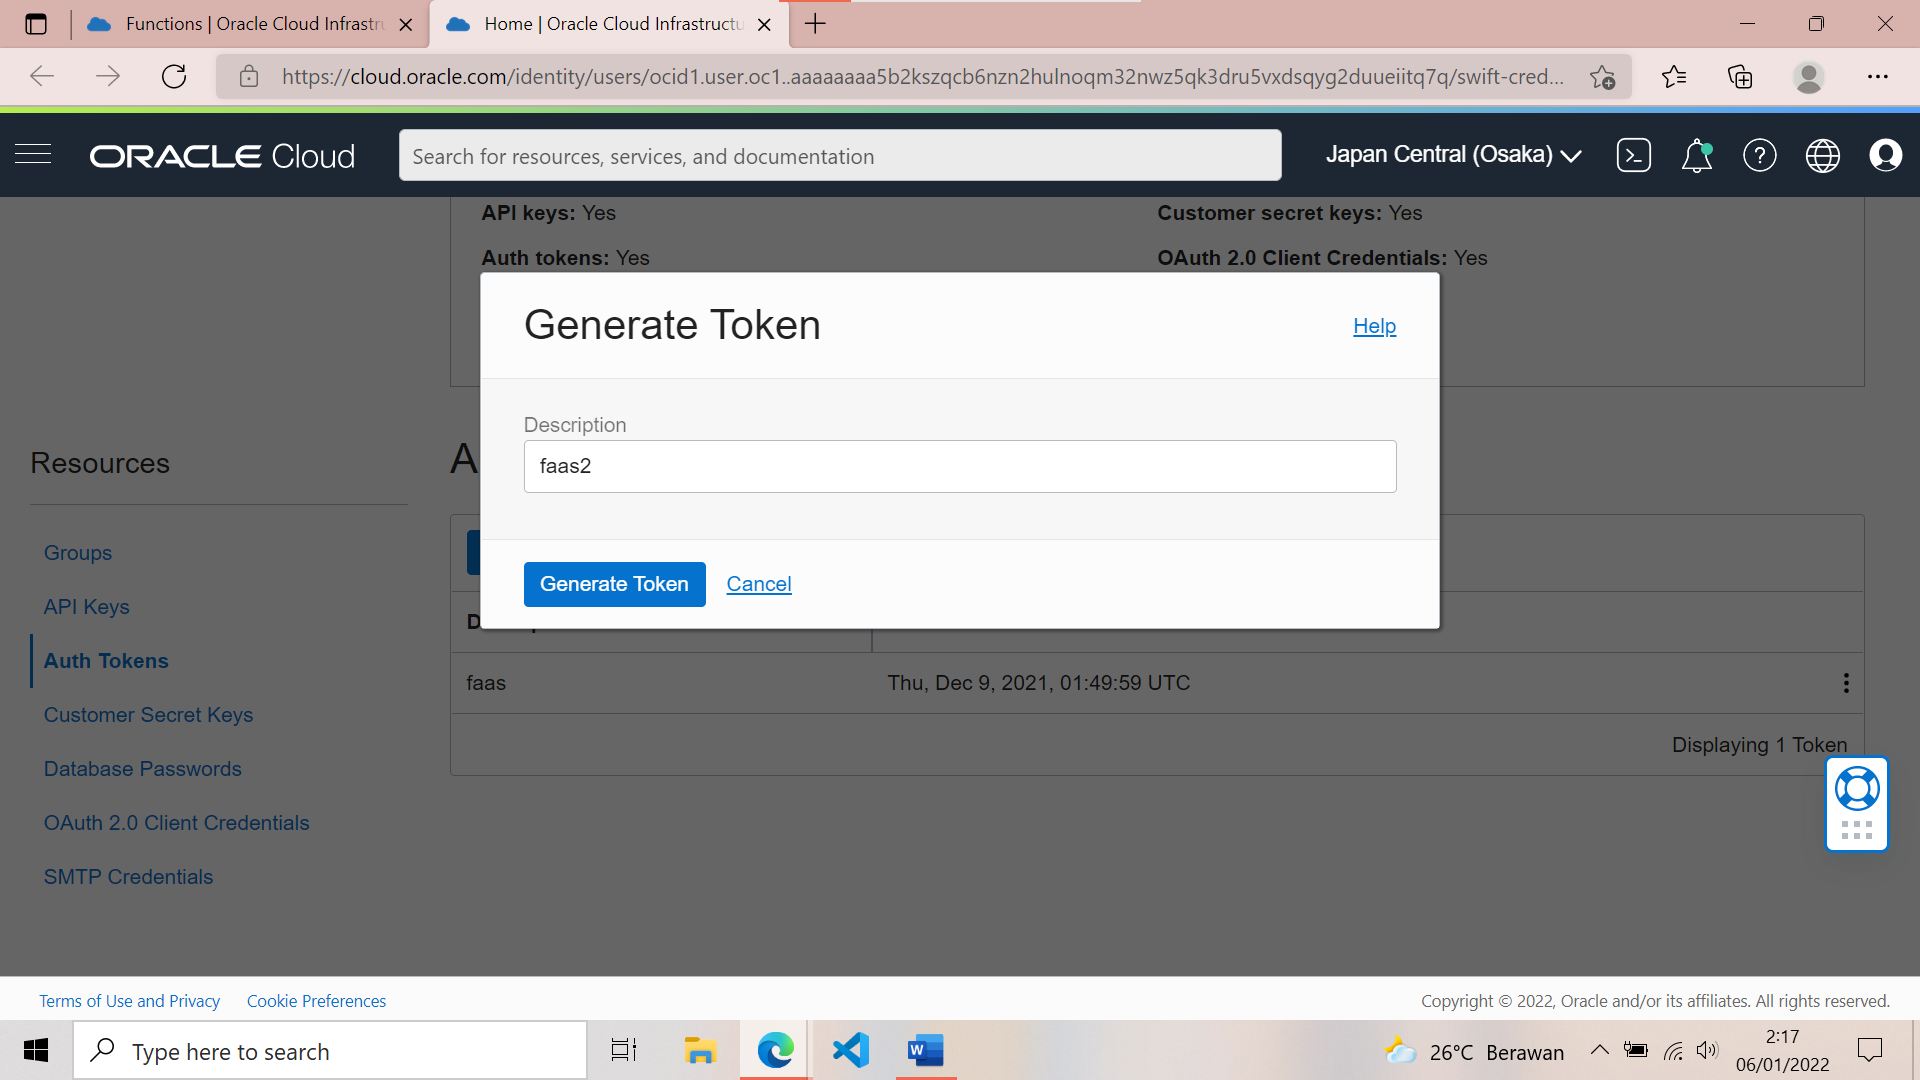 Functions | Oracle Cloud Infrastru
Home | Oracle Cloud Infrastructu
https://cloud.oracle.com/identity/users/ocid1.user.oc1..aaaaaaaa5b2kszqcb6nzn2hulnoqm32nwz5qk3dru5vxdsqyg2duueiitq7q/swift-cred...
ORACLE Cloud
Search for resources, services, and documentation
Japan Central (Osaka)
API keys: Yes
Customer secret keys: Yes
Auth tokens: Yes
OAuth 2.0 Client Credentials: Yes
Generate Token
Help
Description
faas2
Generate Token
Cancel
Resources
Groups
API Keys
Auth Tokens
Customer Secret Keys
Database Passwords
OAuth 2.0 Client Credentials
SMTP Credentials
faas
Thu, Dec 9, 2021, 01:49:59 UTC
Displaying 1 Token
Terms of Use and Privacy
Cookie Preferences
Copyright © 2022, Oracle and/or its affiliates. All rights reserved.
Type here to search
26°C Berawan
2:17
06/01/2022